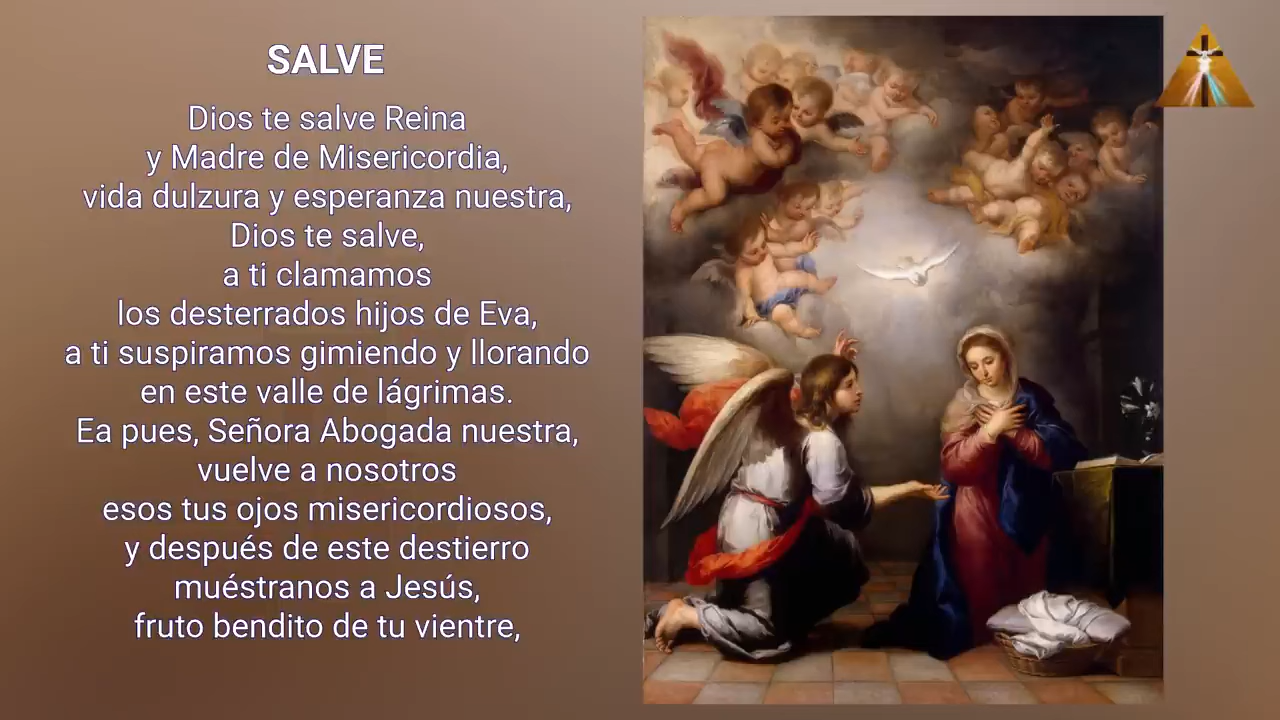 SALVE
Dios te salve Reina
y Madre de Misericordia,
vida dulzura y esperanza nuestra,
Dios te salve,
a ti clamamos
los desterrados hijos de Eva,
a ti suspiramos gimiendo y llorando
en este valle de lágrimas.
Ea pues, Señora Abogada nuestra,
vuelve a nosotros
esos tus ojos misericordiosos,
y después de este destierro
muéstranos a Jesús,
fruto bendito de tu vientre,